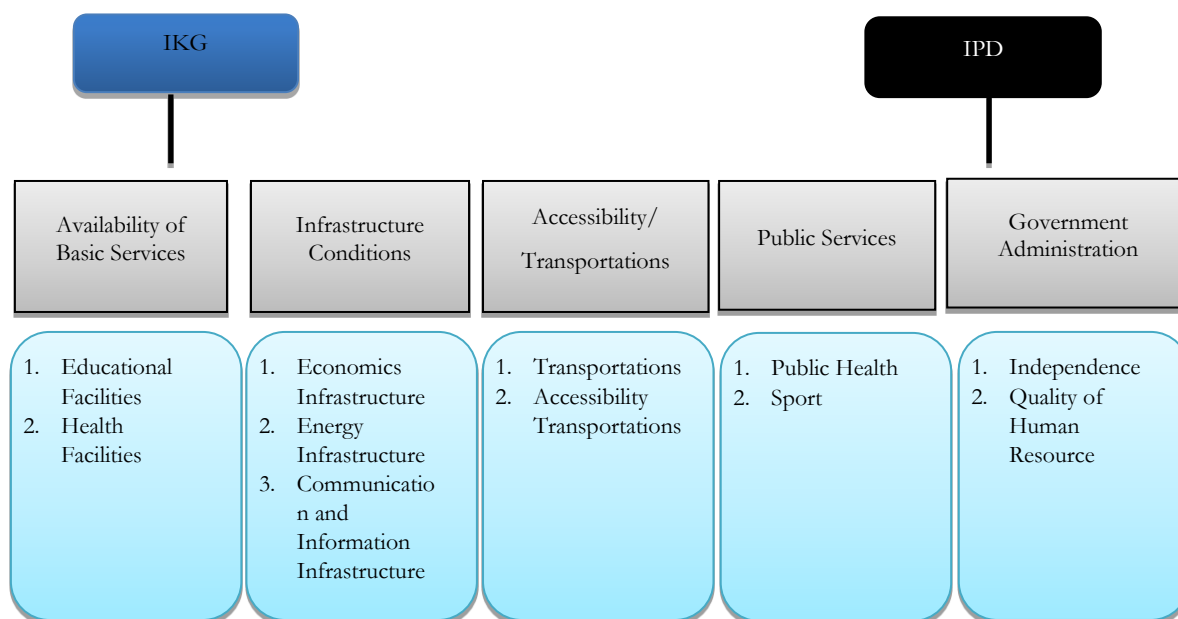 IKG
IPD
Availability of
Basic Services
Infrastructure
Conditions
Accessibility/
Transportations
Public Services
Government
Administration
1. Educational
Facilities
2. Health
Facilities
1. Economics
Infrastructure
2. Energy
Infrastructure
3. Communicatio
n and
Information
Infrastructure
1. Transportations
2. Accessibility
Transportations
1. Public Health
2. Sport
1. Independence
2. Quality of
Human
Resource